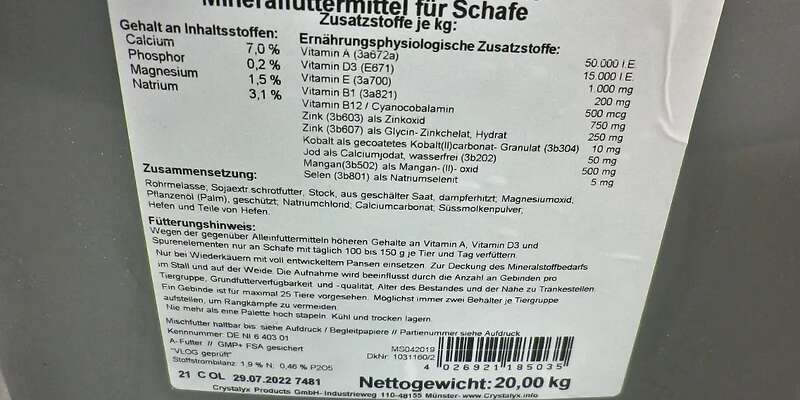 Mineralfuttermittel für Schafe
Zusatzstoffe je kg:
Gehalt an Inhaltsstoffen:
Calcium 7,0 %
Phosphor 0,2 %
Magnesium 1,5 %
Natrium 3,1 %
Ernährungsphysiologische Zusatzstoffe:
Vitamin A (3a672a) 50.000 I.E.
Vitamin D3 (E671) 15.000 I.E.
Vitamin E (3a700) 1.000 mg
Vitamin B1 (3a821) 200 mg
Vitamin B12 / Cyanocobalamin 500 mcg
Zink (3b603) als Zinkoxid 750 mg
Zink (3b607) als Glycin- Zinkchelat, Hydrat 250 mg
Kobalt als gecoatetes Kobalt(II)carbonat- Granulat (3b304) 10 mg
Jod als Calciumjodat, wasserfrei (3b202) 50 mg
Mangan(3b502) als Mangan- (II)- oxid 500 mg
Selen (3b801) als Natriumselenit 5 mg
Zusammensetzung:
Rohrmelasse; Sojaextr.schrotfutter, Stock, aus geschälter Saat, dampferhitzt; Magnesiumoxid,
Pflanzenöl (Palm), geschützt; Natriumchlorid; Calciumcarbonat; Süssmolkenpulver,
Hefen und Teile von Hefen.
Fütterungshinweis:
Wegen der gegenüber Alleinfuttermitteln höheren Gehalte an Vitamin A, Vitamin D3 und
Spurenelementen nur an Schafe mit täglich 100 bis 150 g je Tier und Tag verfüttern.
Nur bei Wiederkäuern mit voll entwickeltem Pansen einsetzen. Zur Deckung des Mineralstoffbedarfs
im Stall und auf der Weide. Die Aufnahme wird beeinflusst durch die Anzahl an Gebinden pro
Tiergruppe, Grundfutterverfügbarkeit und - qualität, Alter des Bestandes und der Nähe zu Tränkestellen.
Ein Gebinde ist für maximal 25 Tiere vorgesehen. Möglichst immer zwei Behälter je Tiergruppe
aufstellen, um Rangkämpfe zu vermeiden.
Nie mehr als eine Palette hoch stapeln. Kühl und trocken lagern.
Mischfutter haltbar bis siehe Aufdruck / Begleitpapiere // Partienummer siehe Aufdruck
Kennnummer: DE NI 6 403 01
A-Futter // GMP+ FSA gesichert
"VLOG geprüft"
Stoffstrombilanz: 1,9 % N, 0,46 % P2O5
MS042019
DkNr: 1031160/2
4 026921 185035
21 C OL 29.07.2022 7481
Nettogewicht: 20,00 kg
Crystalyx Products GmbH- Industrieweg 110-48155 Münster- www.Crystalyx.info